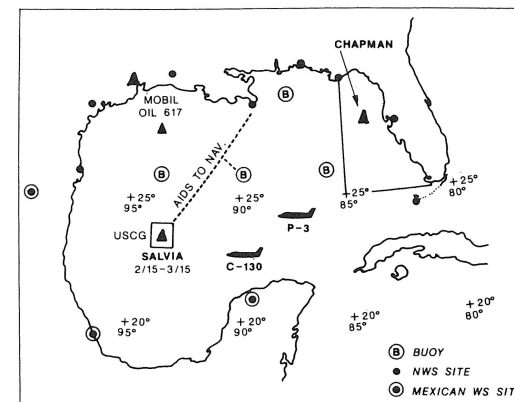 CHAPMAN
MOBIL
OIL 617
B
AIDS TO NAV.
B
B
B
+25°
95°
+25°
90°
+25°
85°
+25°
80°
P-3
USCG
SALVIA
2/15-3/15
C-130
+20°
95°
+20°
90°
+20°
85°
+20°
80°
B BUOY
NWS SITE
MEXICAN WS SIT